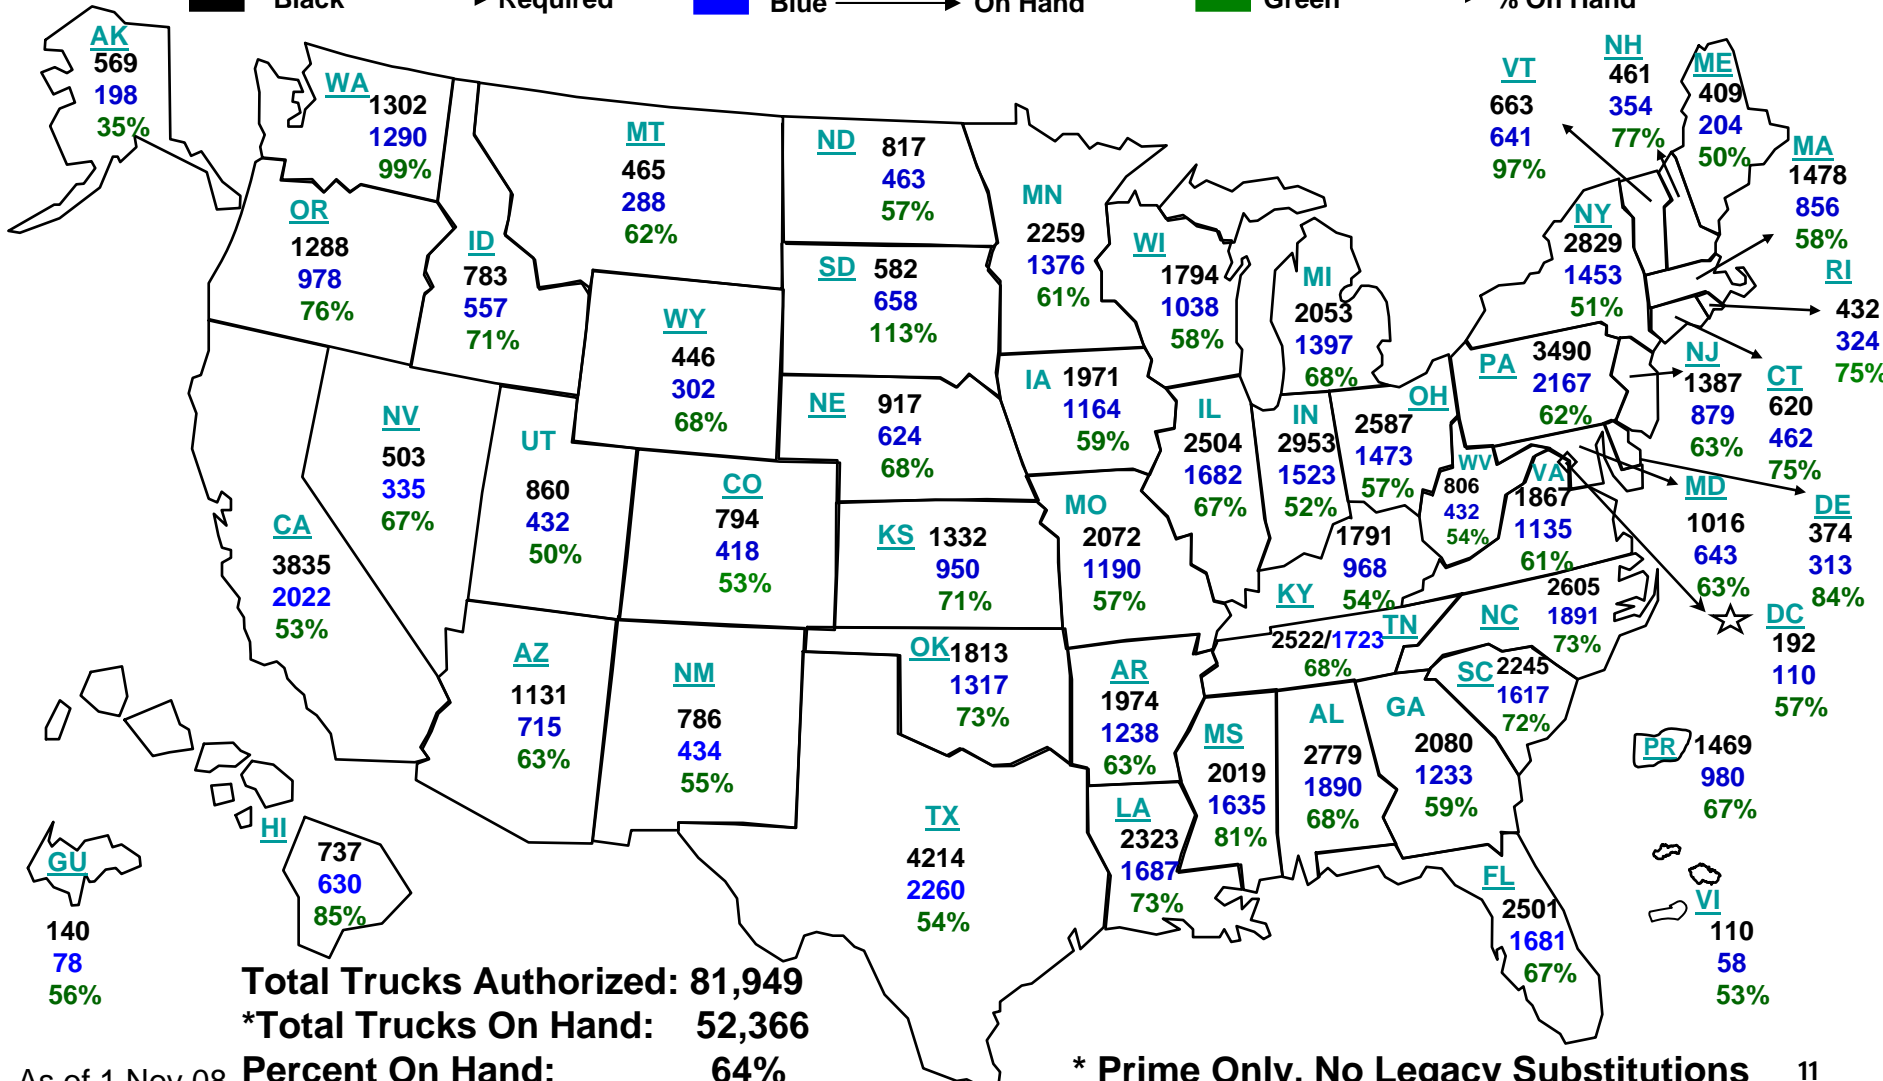 Black Required Blue On Hand Green % On Hand
AK
569
198
35%
WA
1302
1290
99%
MT
465
288
62%
ND 817
463
57%
MN
2259
1376
61%
WI
1794
1038
58%
MI
2053
1397
68%
VT
663
641
97%
NH
461
354
77%
ME
409
204
50%
MA
1478
856
58%
RI
432
324
75%
NY
2829
1453
51%
OR
1288
978
76%
ID
783
557
71%
SD 582
658
113%
WY
446
302
68%
NE 917
624
68%
IA 1971
1164
59%
IL
2504
1682
67%
IN
2953
1523
52%
OH
2587
1473
57%
PA 3490
2167
62%
NJ
1387
879
63%
CT
620
462
75%
NV
503
335
67%
UT
860
432
50%
CO
794
418
53%
CA
3835
2022
53%
KS 1332
950
71%
MO
2072
1190
57%
KY
1791
968
54%
WV
806
432
54%
VA
1867
1135
61%
MD
1016
643
63%
DE
374
313
84%
DC
192
110
57%
AZ
1131
715
63%
NM
786
434
55%
OK 1813
1317
73%
AR
1974
1238
63%
2522/1723 TN
68%
NC 2605
1891
73%
SC 2245
1617
72%
MS
2019
1635
81%
AL
2779
1890
68%
GA
2080
1233
59%
PR 1469
980
67%
TX
4214
2260
54%
LA
2323
1687
73%
FL
2501
1681
67%
VI
110
58
53%
HI
737
630
85%
GU
140
78
56%
Total Trucks Authorized: 81,949
*Total Trucks On Hand: 52,366
As of 1 Nov 08 Percent On Hand: 64%
* Prime Only, No Legacy Substitutions 11